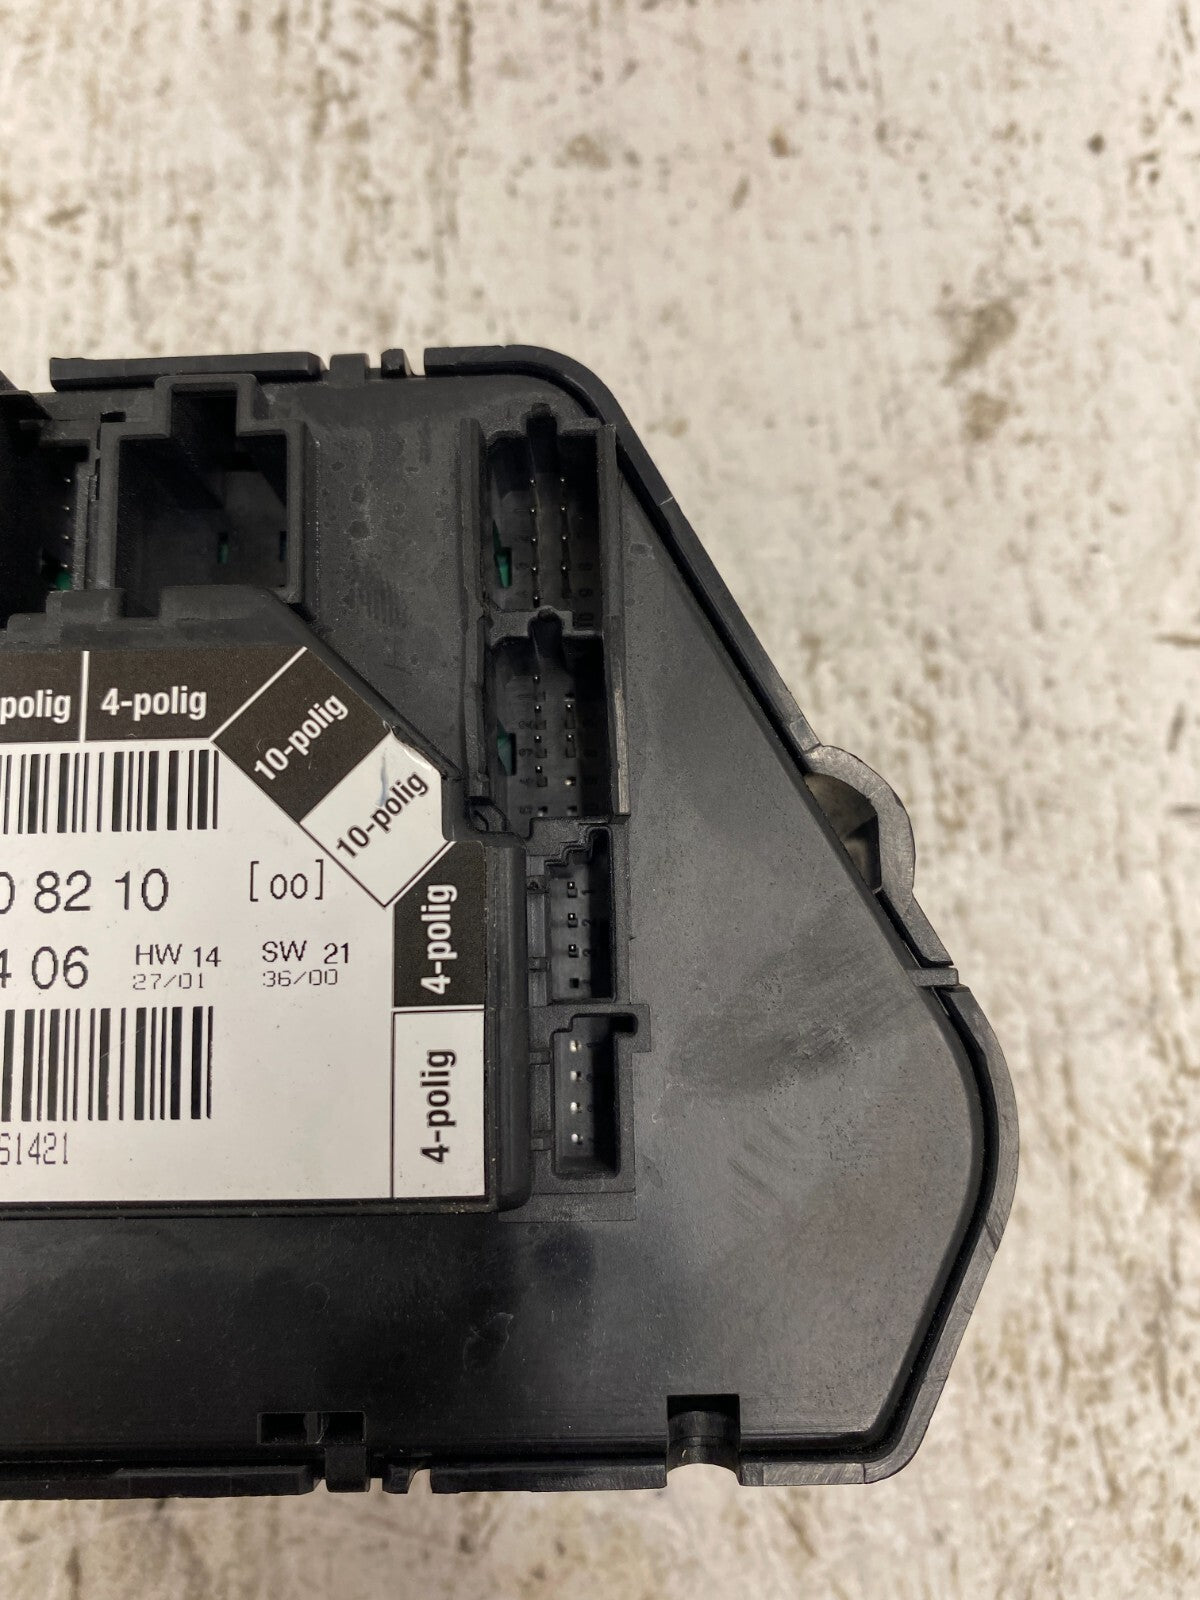 polig 4-polig
10-polig
10-polig
0 82 10 [00]
4-polig
4 06 HW 14 SW 21
27/01 36/00
4-polig
61421